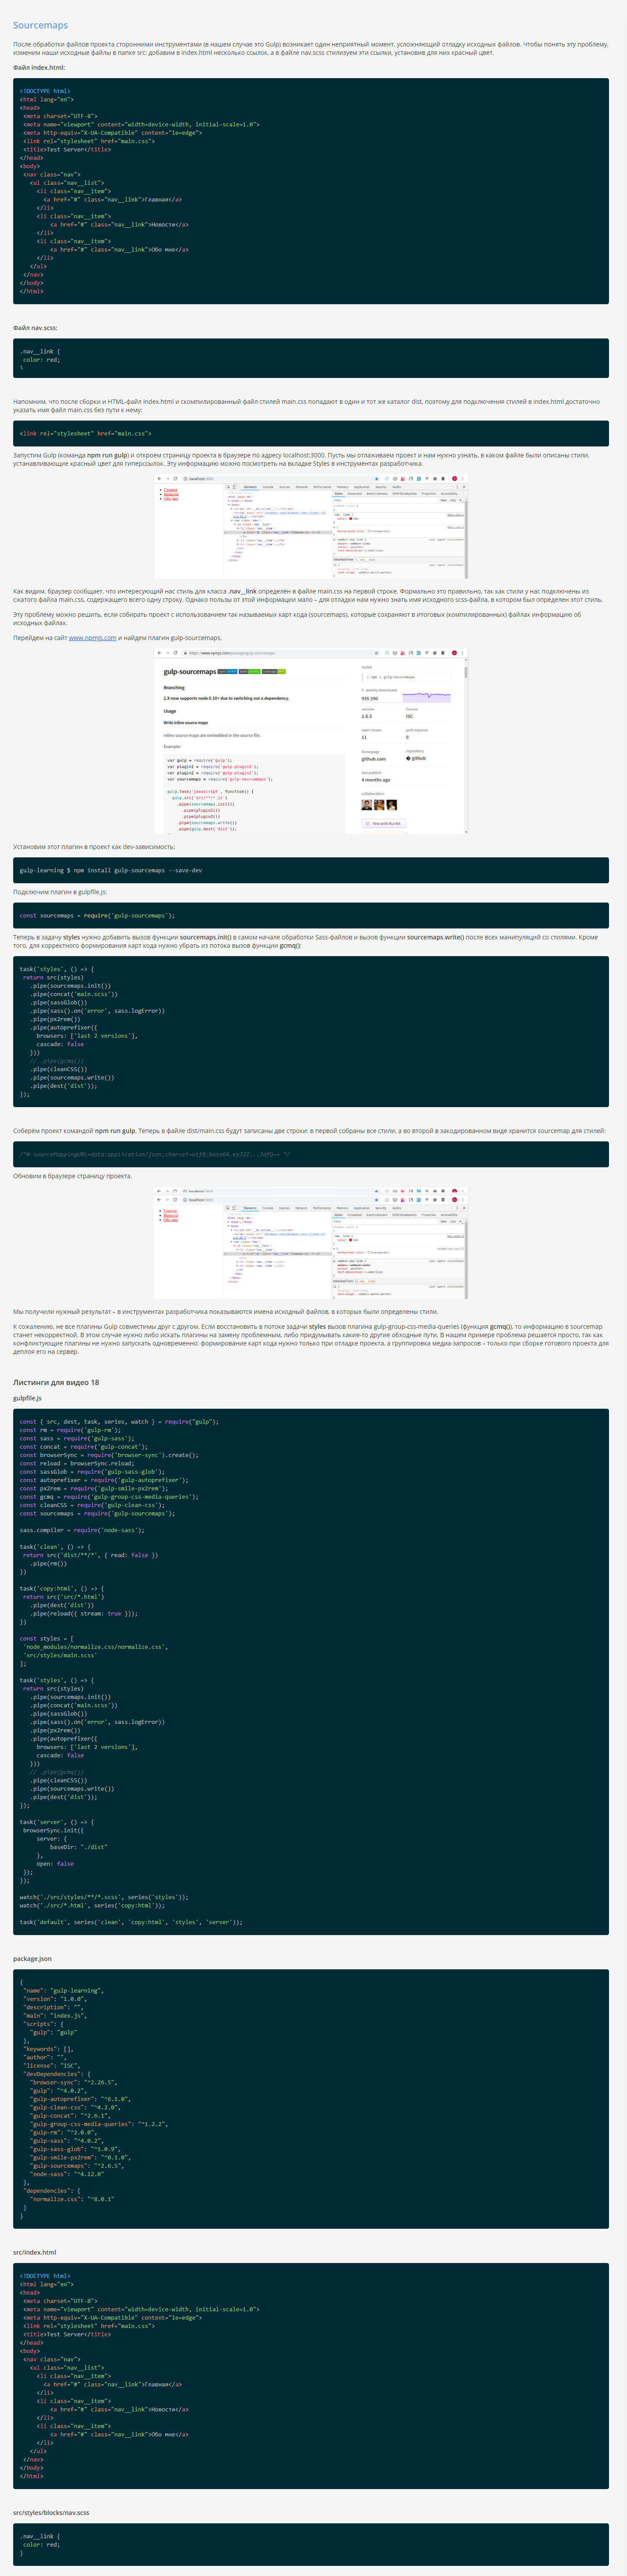 Sourcemaps
После обработки файлов проекта сторонними инструментами (в нашем случае это Gulp) возникает один неприятный момент, усложняющий отладку исходных файлов. Чтобы понять эту проблему,
изменим наши исходные файлы в папке src: добавим в index.html несколько ссылок, а в файле nav.scss стилизуем эти ссылки, установив для них красный цвет.
Файл index.html:
<!DOCTYPE html>
<html lang="en">
<head>
<meta charset="UTF-8">
<meta name="viewport" content="width=device-width, initial-scale=1.0">
<meta http-equiv="X-UA-Compatible" content="ie=edge">
<link rel="stylesheet" href="main.css">
<title>Test Server</title>
</head>
<body>
<nav class="nav">
<ul class="nav__list">
<li class="nav__item">
<a href="#" class="nav__link">Главная</a>
</li>
<li class="nav__item">
<a href="#" class="nav__link">Новости</a>
</li>
<li class="nav__item">
<a href="#" class="nav__link">Обо мне</a>
</li>
</ul>
</nav>
</body>
</html>
Файл nav.scss:
.nav__link {
color: red;
}
Напомним, что после сборки и HTML-файл index.html и скомпилированный файл стилей main.css попадают в один и тот же каталог dist, поэтому для подключения стилей в index.html достаточно
указать имя файл main.css без пути к нему:
<link rel="stylesheet" href="main.css">
Запустим Gulp (команда npm run gulp) и откроем страницу проекта в браузере по адресу localhost:3000. Пусть мы отлаживаем проект и нам нужно узнать, в каком файле были описаны стили,
устанавливающие красный цвет для гиперссылок. Эту информацию можно посмотреть на вкладке Styles в инструментах разработчика.
Как видим, браузер сообщает, что интересующий нас стиль для класса .nav__link определён в файле main.css на первой строке. Формально это правильно, так как стили у нас подключены из
сжатого файла main.css, содержащего всего одну строку. Однако пользы от этой информации мало – для отладки нам нужно знать имя исходного scss-файла, в котором был определен этот стиль.
Эту проблему можно решить, если собирать проект с использованием так называемых карт кода (sourcemaps), которые сохраняют в итоговых (скомпилированных) файлах информацию об
исходных файлах.
Перейдем на сайт www.npmjs.com и найдем плагин gulp-sourcemaps.
gulp-sourcemaps
Branching
2.X now supports node 0.10+ due to switching out of dependency.
Usage
Write inline source maps
Inline source maps are embedded in the source file.
Example:
var gulp = require('gulp');
var plugin1 = require('gulp-plugin1');
var plugin2 = require('gulp-plugin2');
var sourcemaps = require('gulp-sourcemaps');
gulp.task('javascript', function() {
gulp.src('src/**/*.js')
.pipe(sourcemaps.init())
.pipe(plugin1())
.pipe(plugin2())
.pipe(sourcemaps.write())
.pipe(gulp.dest('dist'));
install
npm i gulp-sourcemaps
weekly downloads
935 290
version
2.6.5
license
ISC
open issues
11
pull requests
0
homepage
github.com
repository
github
last publish
4 months ago
collaborators
Test with RunKit
Установим этот плагин в проект как dev-зависимость:
gulp-learning $ npm install gulp-sourcemaps --save-dev
Подключим плагин в gulpfile.js:
const sourcemaps = require('gulp-sourcemaps');
Теперь в задачу styles нужно добавить вызов функции sourcemaps.init() в самом начале обработки Sass-файлов и вызов функции sourcemaps.write() после всех манипуляций со стилями. Кроме
того, для корректного формирования карт кода нужно убрать из потока вызов функции gcmq():
task('styles', () => {
return src(styles)
.pipe(sourcemaps.init())
.pipe(concat('main.scss'))
.pipe(sassGlob())
.pipe(sass().on('error', sass.logError))
.pipe(px2rem())
.pipe(autoprefixer({
browsers: ['last 2 versions'],
cascade: false
}))
// .pipe(gcmq())
.pipe(cleanCSS())
.pipe(sourcemaps.write())
.pipe(dest('dist'));
});
Соберём проект командой npm run gulp. Теперь в файле dist/main.css будут записаны две строки: в первой собраны все стили, а во второй в закодированном виде хранится sourcemap для стилей:
/*# sourceMappingURL=data:application/json;charset=utf8;base64,eyJ2Z...JdfQ== */
Обновим в браузере страницу проекта.
Мы получили нужный результат – в инструментах разработчика показываются имена исходный файлов, в которых были определены стили.
К сожалению, не все плагины Gulp совместимы друг с другом. Если восстановить в потоке задачи styles вызов плагина gulp-group-css-media-queries (функция gcmq()), то информацию в sourcemap
станет некорректной. В этом случае нужно либо искать плагины на замену проблемным, либо придумывать какие-то другие обходные пути. В нашем примере проблема решается просто, так как
конфликтующие плагины не нужно запускать одновременно: формирование карт кода нужно только при отладке проекта, а группировка медиа-запросов – только при сборке готового проекта для
деплоя его на сервер.
Листинги для видео 18
gulpfile.js
const { src, dest, task, series, watch } = require("gulp");
const rm = require('gulp-rm');
const sass = require('gulp-sass');
const concat = require('gulp-concat');
const browserSync = require('browser-sync').create();
const reload = browserSync.reload;
const sassGlob = require('gulp-sass-glob');
const autoprefixer = require('gulp-autoprefixer');
const px2rem = require('gulp-smile-px2rem');
const gcmq = require('gulp-group-css-media-queries');
const cleanCSS = require('gulp-clean-css');
const sourcemaps = require('gulp-sourcemaps');
sass.compiler = require('node-sass');
task('clean', () => {
return src('dist/**/*', { read: false })
.pipe(rm())
})
task('copy:html', () => {
return src('src/*.html')
.pipe(dest('dist'))
.pipe(reload({ stream: true }));
})
const styles = [
'node_modules/normalize.css/normalize.css',
'src/styles/main.scss'
];
task('styles', () => {
return src(styles)
.pipe(sourcemaps.init())
.pipe(concat('main.scss'))
.pipe(sassGlob())
.pipe(sass().on('error', sass.logError))
.pipe(px2rem())
.pipe(autoprefixer({
browsers: ['last 2 versions'],
cascade: false
}))
// .pipe(gcmq())
.pipe(cleanCSS())
.pipe(sourcemaps.write())
.pipe(dest('dist'));
});
task('server', () => {
browserSync.init({
server: {
baseDir: "./dist"
},
open: false
});
});
watch('./src/styles/**/*.scss', series('styles'));
watch('./src/*.html', series('copy:html'));
task('default', series('clean', 'copy:html', 'styles', 'server'));
package.json
{
"name": "gulp-learning",
"version": "1.0.0",
"description": "",
"main": "index.js",
"scripts": {
"gulp": "gulp"
},
"keywords": [],
"author": "",
"license": "ISC",
"devDependencies": {
"browser-sync": "^2.26.5",
"gulp": "^4.0.2",
"gulp-autoprefixer": "^6.1.0",
"gulp-clean-css": "^4.2.0",
"gulp-concat": "^2.6.1",
"gulp-group-css-media-queries": "^1.2.2",
"gulp-rm": "^2.0.0",
"gulp-sass": "^4.0.2",
"gulp-sass-glob": "^1.0.9",
"gulp-smile-px2rem": "^0.1.0",
"gulp-sourcemaps": "^2.6.5",
"node-sass": "^4.12.0"
},
"dependencies": {
"normalize.css": "^8.0.1"
}
}
src/index.html
<!DOCTYPE html>
<html lang="en">
<head>
<meta charset="UTF-8">
<meta name="viewport" content="width=device-width, initial-scale=1.0">
<meta http-equiv="X-UA-Compatible" content="ie=edge">
<link rel="stylesheet" href="main.css">
<title>Test Server</title>
</head>
<body>
<nav class="nav">
<ul class="nav__list">
<li class="nav__item">
<a href="#" class="nav__link">Главная</a>
</li>
<li class="nav__item">
<a href="#" class="nav__link">Новости</a>
</li>
<li class="nav__item">
<a href="#" class="nav__link">Обо мне</a>
</li>
</ul>
</nav>
</body>
</html>
src/styles/blocks/nav.scss
.nav__link {
color: red;
}